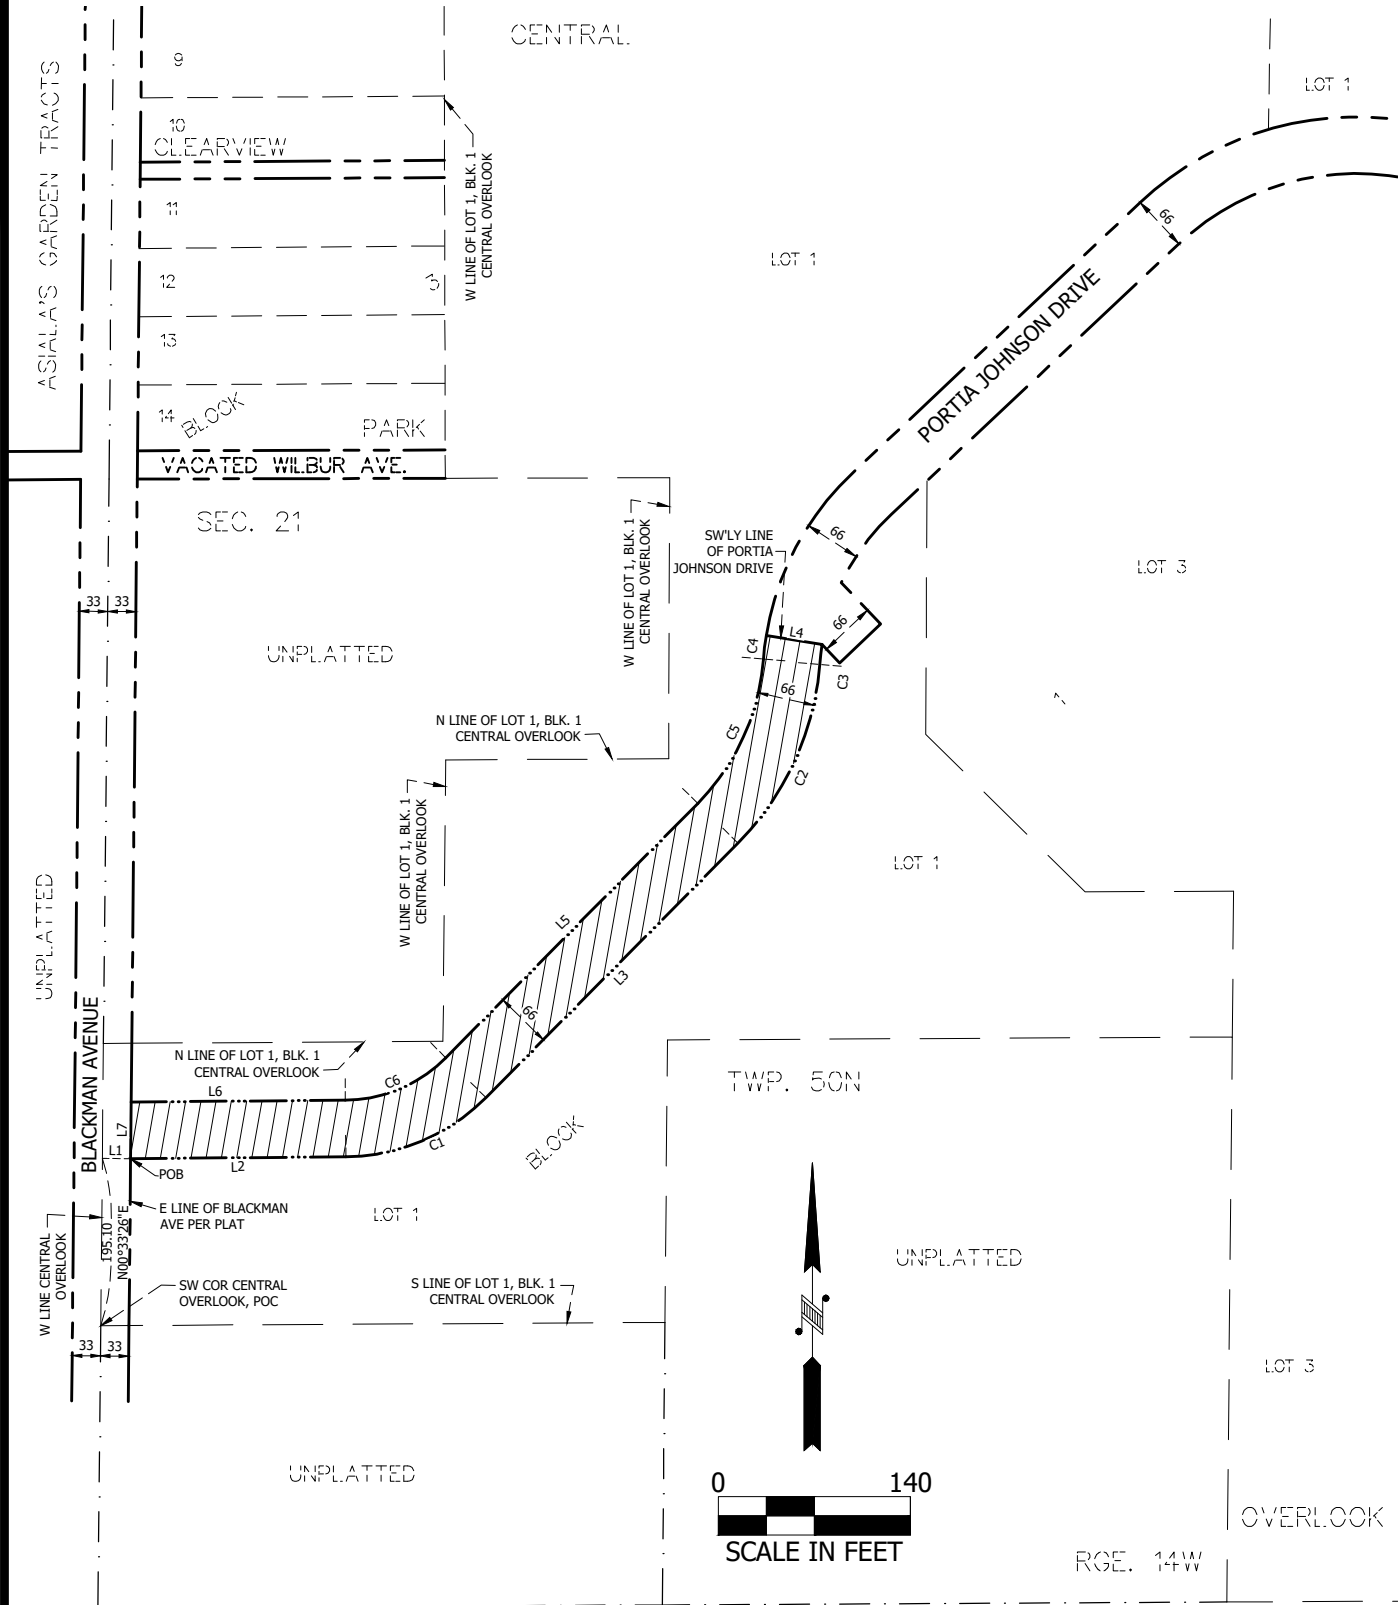 CENTRAL
9
ASIALA'S GARDEN TRACTS
LOT 1
10
CLEARVIEW
W LINE OF LOT 1, BLK. 1
CENTRAL OVERLOOK
11
66
LOT 1
12
13
PORTIA JOHNSON DRIVE
14
BLOCK
PARK
VACATED WILBUR AVE.
SEC. 21
W LINE OF LOT 1, BLK. 1
CENTRAL OVERLOOK
SW'LY LINE
OF PORTIA
JOHNSON DRIVE
66
LOT 3
33
33
UNPLATTED
C4
L4
66
C3
66
1
N LINE OF LOT 1, BLK. 1
CENTRAL OVERLOOK
C5
C2
W LINE OF LOT 1, BLK. 1
CENTRAL OVERLOOK
LOT 1
UNPLATTED
L5
L3
66
BLACKMAN AVENUE
N LINE OF LOT 1, BLK. 1
CENTRAL OVERLOOK
L6
C6
TWP. 50N
L7
L1
C1
BLOCK
L2
POB
E LINE OF BLACKMAN
AVE PER PLAT
LOT 1
W LINE CENTRAL
OVERLOOK
195.10
N00°33'26"E
UNPLATTED
SW COR CENTRAL
OVERLOOK, POC
S LINE OF LOT 1, BLK. 1
CENTRAL OVERLOOK
33
33
LOT 3
UNPLATTED
0
140
SCALE IN FEET
OVERLOOK
RGE. 14W